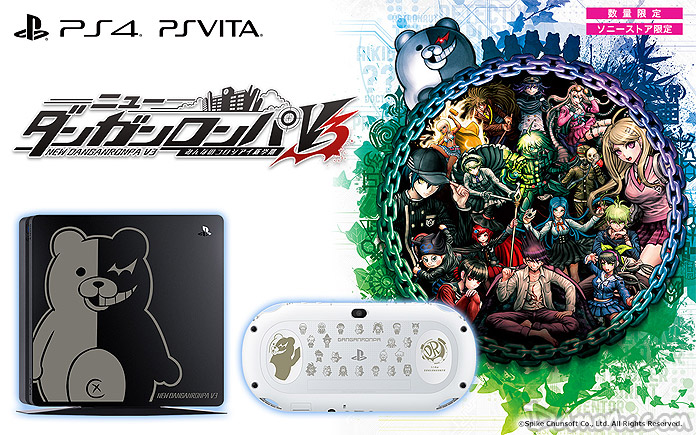 PS4 PSVITA
数量限定
ソニーストア限定
ニュー
ダンガンロンパV3
NEW DANGANRONPA V3 みんなのコロシアイ新学期
DANGANRONPA
NEW DANGANRONPA V3
©Spike Chunsoft Co., Ltd. All Rights Reserved.